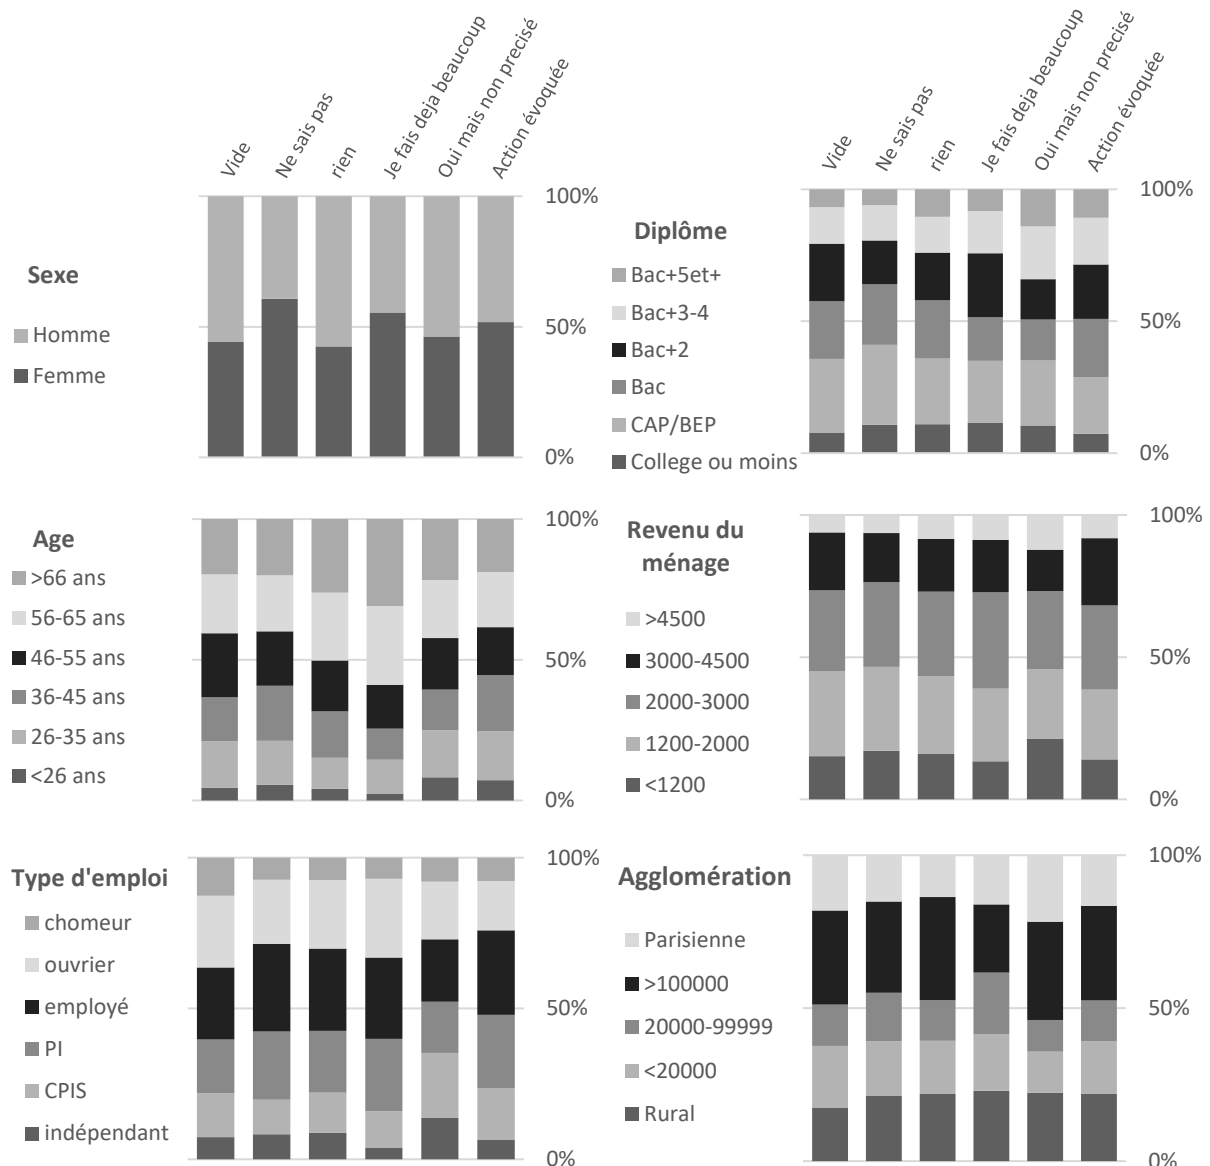 Vide
Ne sais pas
rien
Je fais deja beaucoup
Oui mais non precisé
Action évoquée
Sexe
Homme
Femme
100%
50%
0%
Vide
Ne sais pas
rien
Je fais deja beaucoup
Oui mais non precisé
Action évoquée
Diplôme
Bac+5et+
Bac+3-4
Bac+2
Bac
CAP/BEP
College ou moins
100%
50%
0%
Age
>66 ans
56-65 ans
46-55 ans
36-45 ans
26-35 ans
<26 ans
100%
50%
0%
Revenu du
ménage
>4500
3000-4500
2000-3000
1200-2000
<1200
100%
50%
0%
Type d'emploi
chomeur
ouvrier
employé
PI
CPIS
indépendant
100%
50%
0%
Agglomération
Parisienne
>100000
20000-99999
<20000
Rural
100%
50%
0%